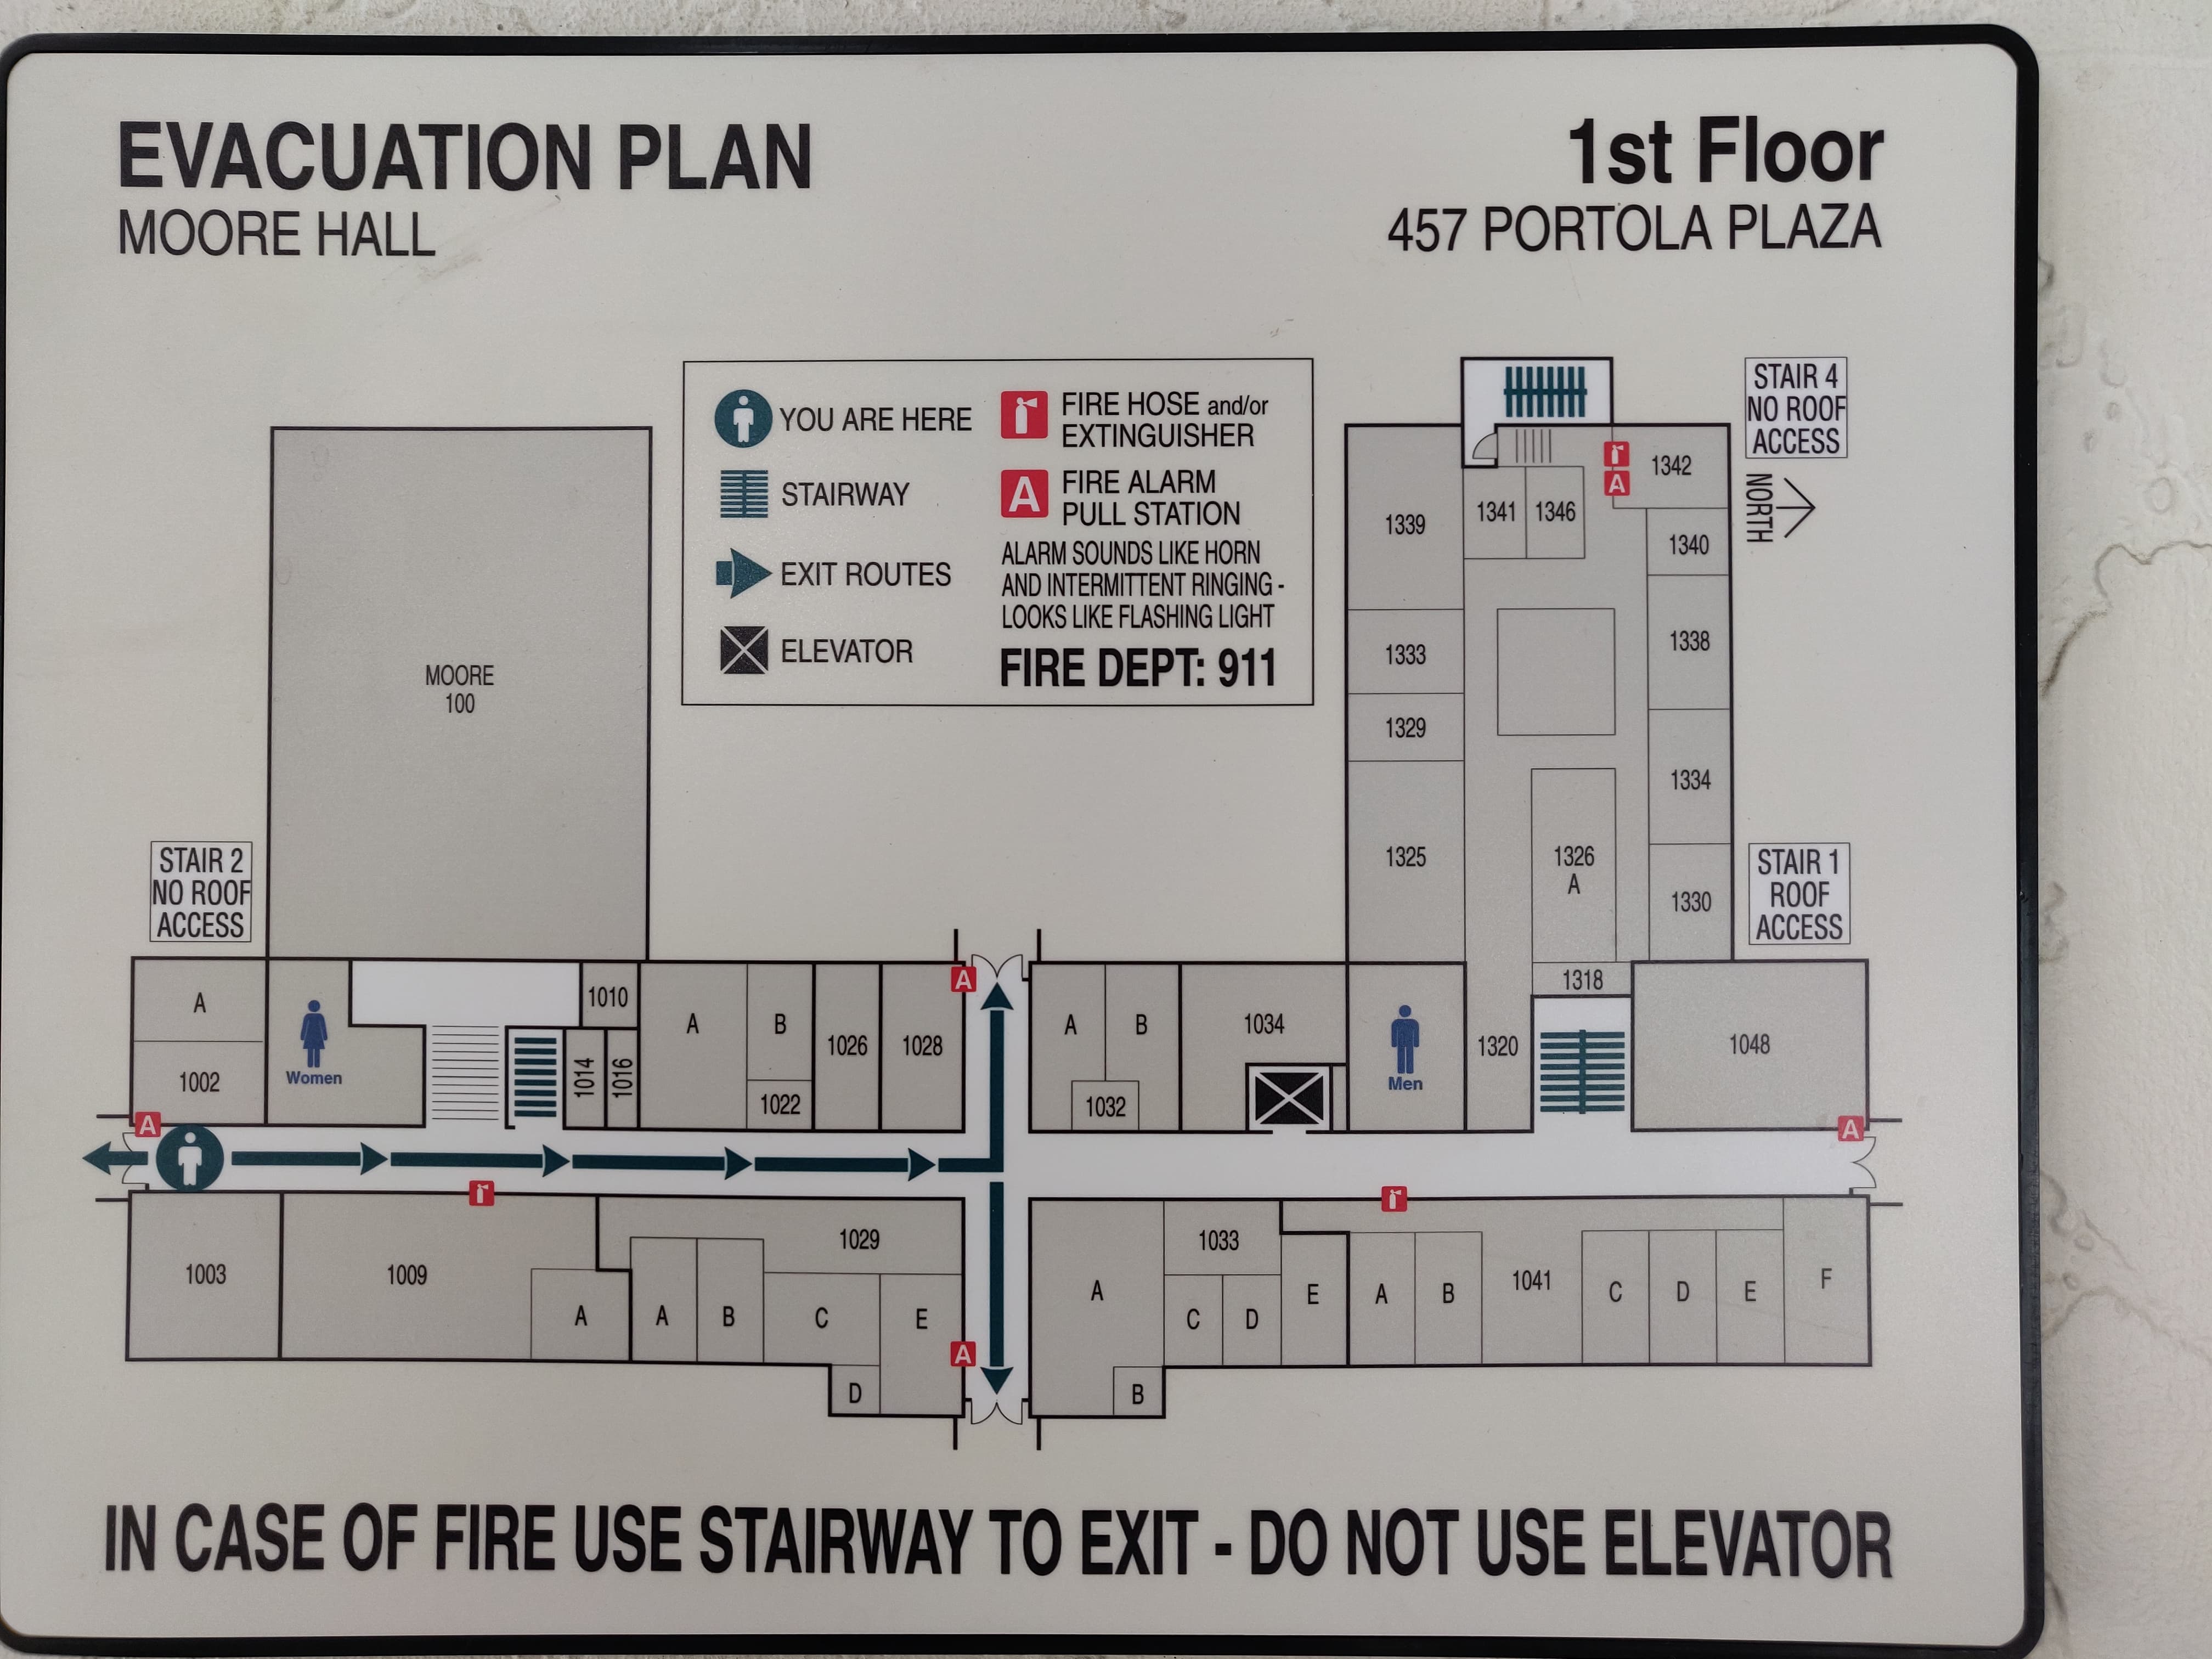 EVACUATION PLAN
MOORE HALL
1st Floor
457 PORTOLA PLAZA
YOU ARE HERE
STAIRWAY
EXIT ROUTES
ELEVATOR
FIRE HOSE and/or
EXTINGUISHER
A
FIRE ALARM
PULL STATION
ALARM SOUNDS LIKE HORN
AND INTERMITTENT RINGING -
LOOKS LIKE FLASHING LIGHT
FIRE DEPT: 911
STAIR 4
NO ROOF
ACCESS
NORTH
1342
A
1339
1341
1346
1340
1333
1338
1329
1334
1325
1326
A
1330
MOORE
100
STAIR 2
NO ROOF
ACCESS
STAIR 1
ROOF
ACCESS
A
1002
Women
1010
1014
1016
A
B
1022
1026
1028
A
A
B
1032
1034
Men
1320
1318
1048
A
A
1003
1009
A
1029
A
B
C
D
E
A
A
B
1033
C
D
E
A
B
1041
C
D
E
F
IN CASE OF FIRE USE STAIRWAY TO EXIT - DO NOT USE ELEVATOR